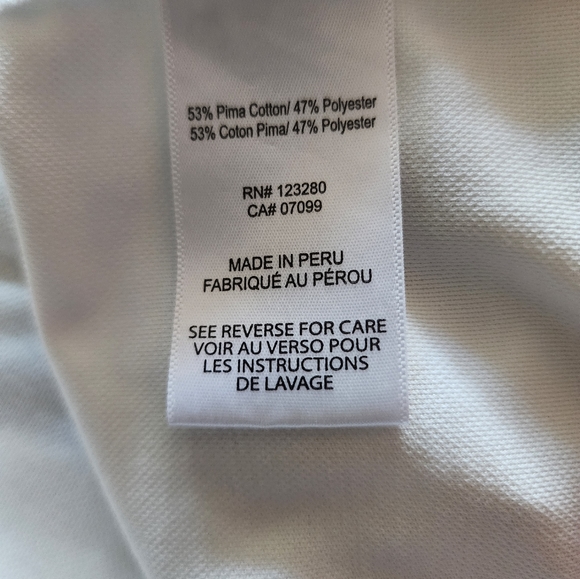 53% Pima Cotton/ 47% Polyester
53% Coton Pima/ 47% Polyester
RN# 123280
CA# 07099
MADE IN PERU
FABRIQUÉ AU PÉROU
SEE REVERSE FOR CARE
VOIR AU VERSO POUR
LES INSTRUCTIONS
DE LAVAGE